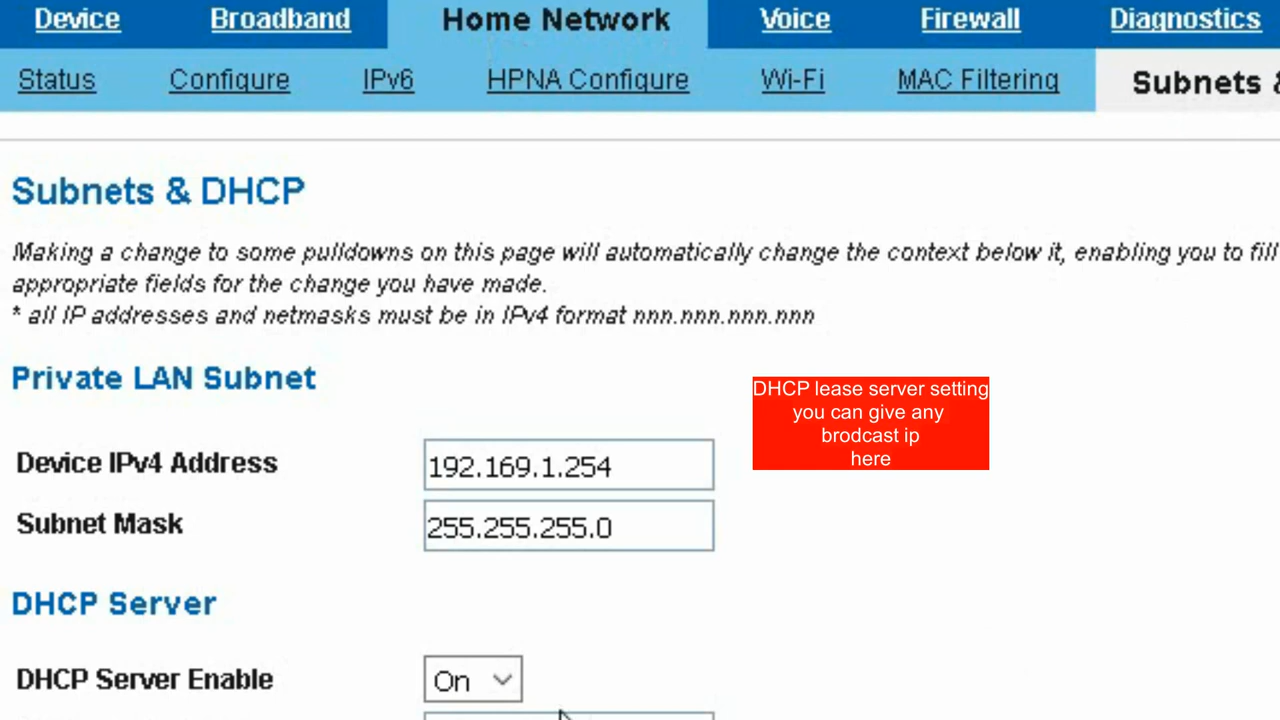 Device Broadband Home Network Voice Firewall Diagnostics
Status Configure IPv6 HPNA Configure Wi-Fi MAC Filtering Subnets &
Subnets & DHCP
Making a change to some pulldowns on this page will automatically change the context below it, enabling you to fill
appropriate fields for the change you have made.
* all IP addresses and netmasks must be in IPv4 format nnn.nnn.nnn.nnn
Private LAN Subnet
DHCP lease server setting
you can give any
brodcast ip
here
Device IPv4 Address 192.169.1.254
Subnet Mask 255.255.255.0
DHCP Server
DHCP Server Enable On